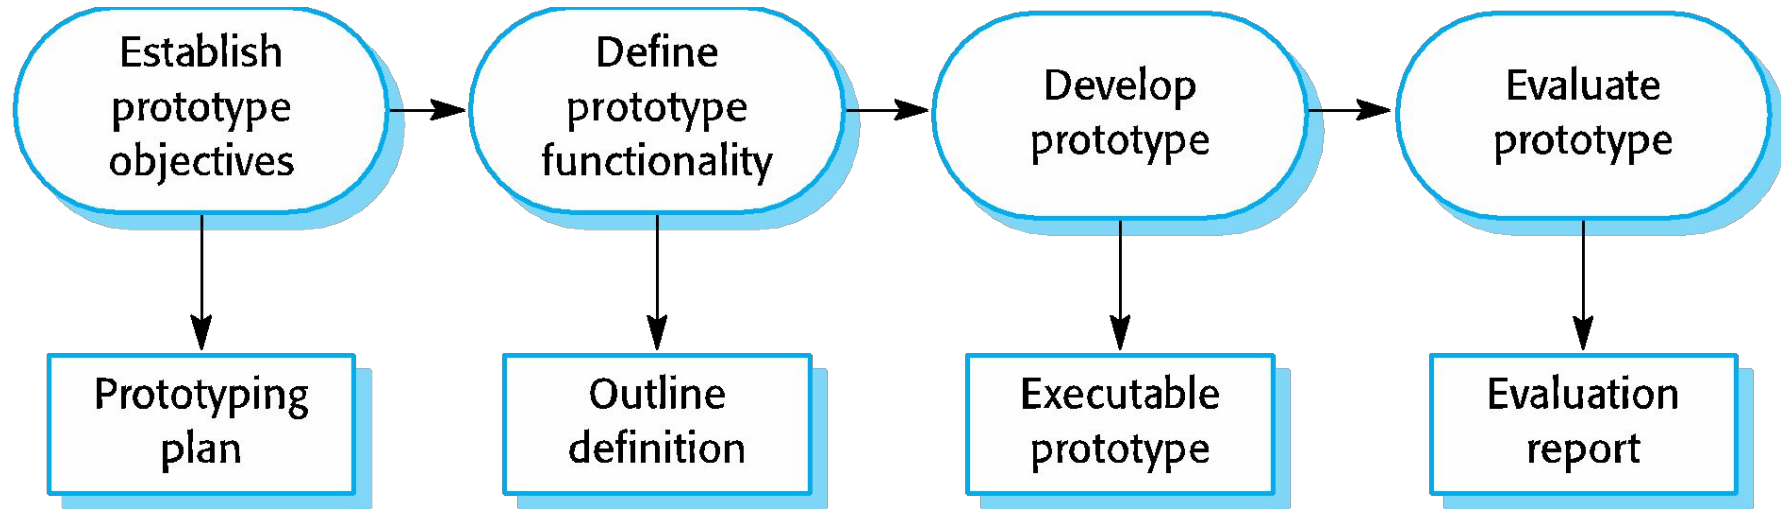 Establish
prototype
objectives
Define
prototype
functionality
Develop
prototype
Evaluate
prototype
Prototyping
plan
Outline
definition
Executable
prototype
Evaluation
report